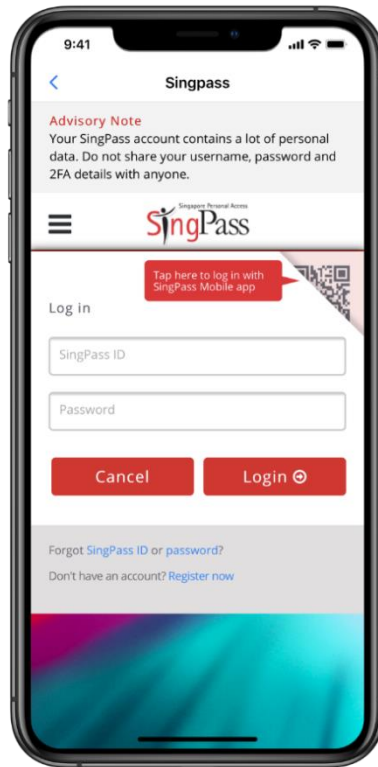 9:41
Singpass
Advisory Note
Your SingPass account contains a lot of personal
data. Do not share your username, password and
2FA details with anyone.
Singapore Personal Access
SingPass
Tap here to log in with
SingPass Mobile app
Log in
SingPass ID
Password
Cancel
Login
Forgot SingPass ID or password?
Don't have an account? Register now